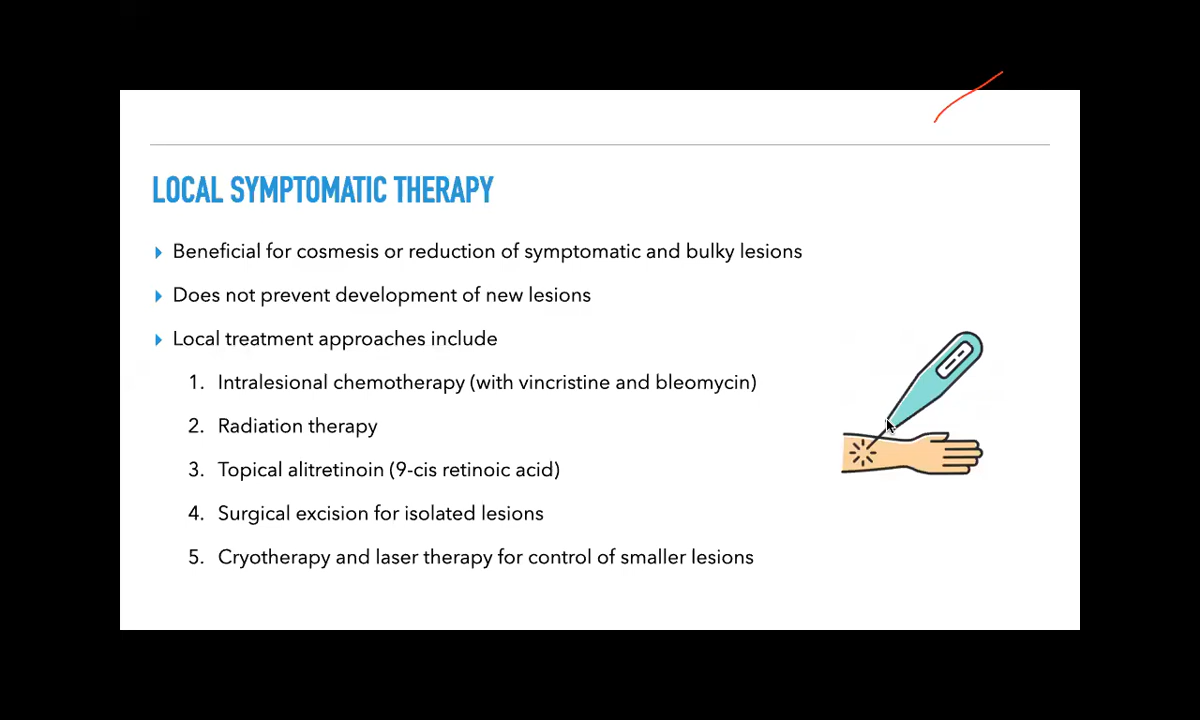 LOCAL SYMPTOMATIC THERAPY
Beneficial for cosmesis or reduction of symptomatic and bulky lesions
Does not prevent development of new lesions
Local treatment approaches include
1. Intralesional chemotherapy (with vincristine and bleomycin)
2. Radiation therapy
3. Topical alitretinoin (9-cis retinoic acid)
4. Surgical excision for isolated lesions
5. Cryotherapy and laser therapy for control of smaller lesions